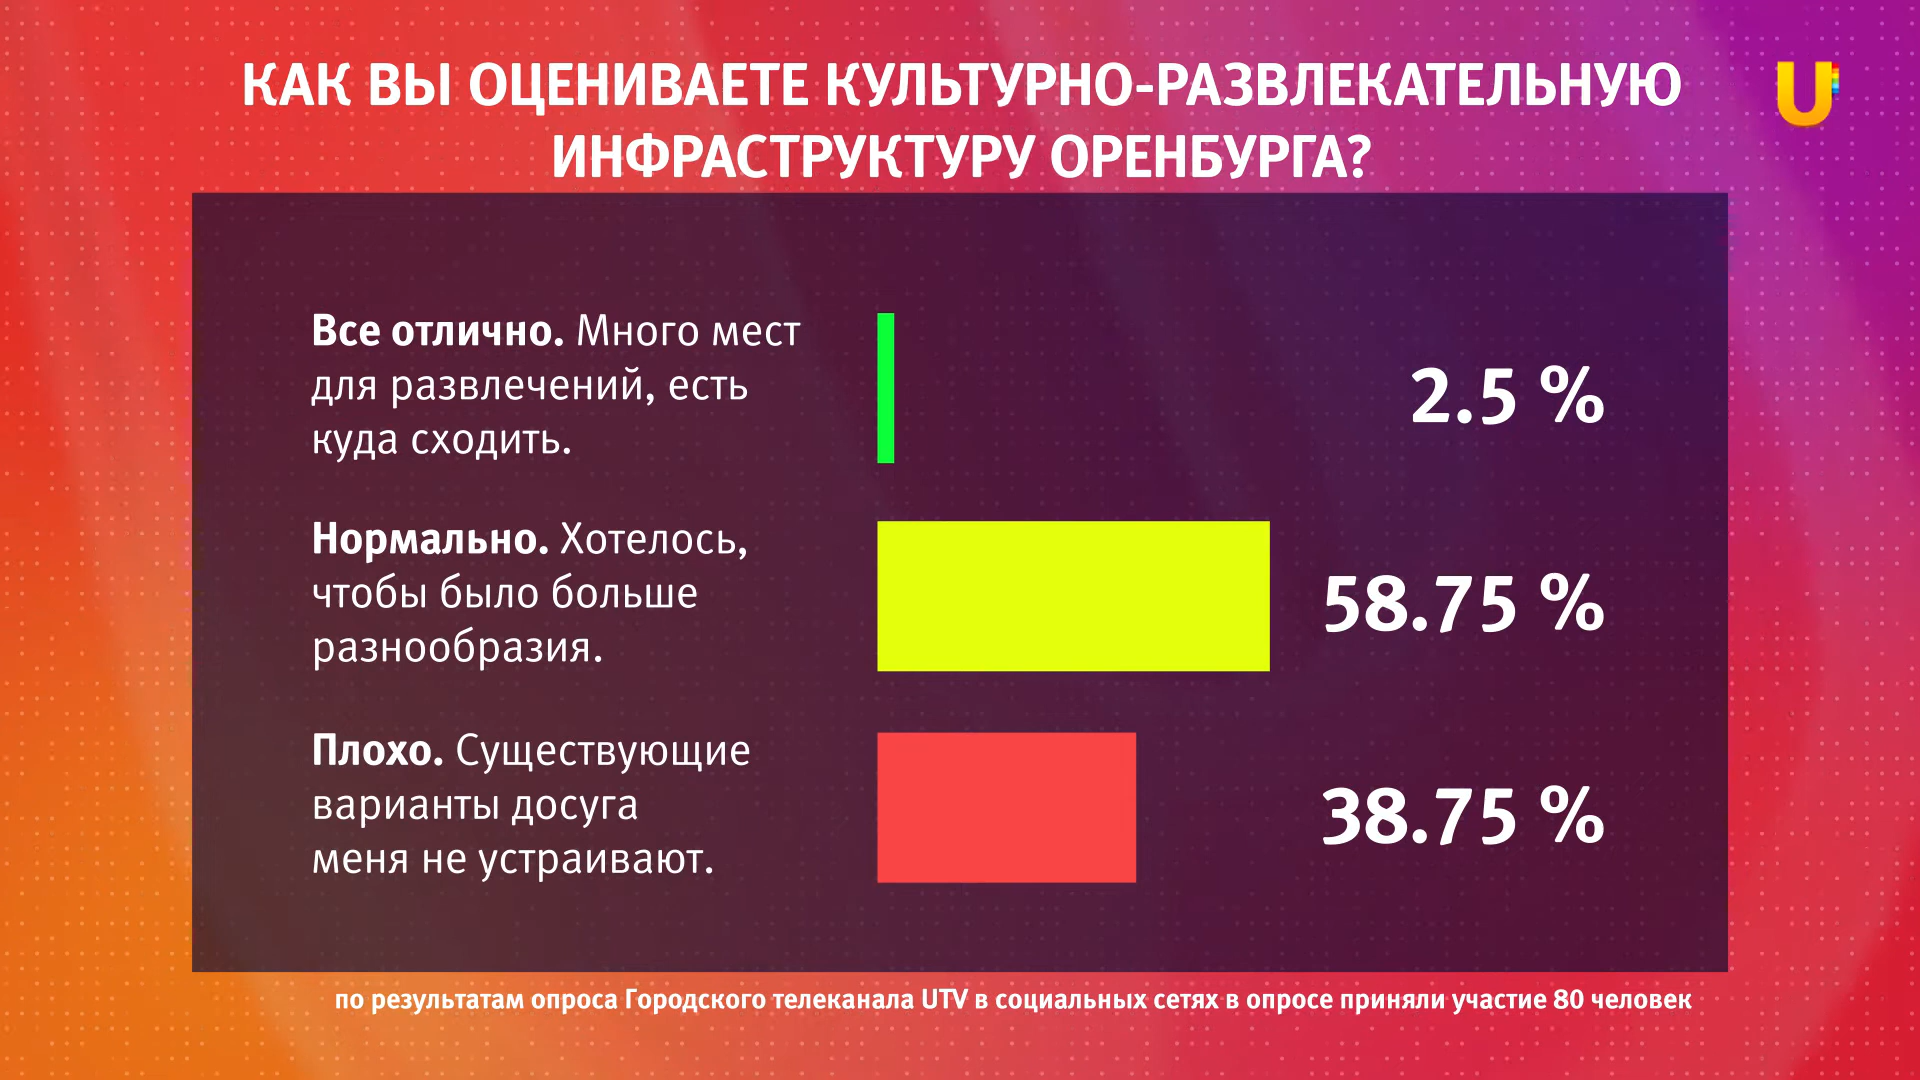 КАК ВЫ ОЦЕНИВАЕТЕ КУЛЬТУРНО-РАЗВЛЕКАТЕЛЬНУЮ
ИНФРАСТРУКТУРУ ОРЕНБУРГА?
U
Все отлично. Много мест
для развлечений, есть
куда сходить.
2.5 %
Нормально. Хотелось,
чтобы было больше
разнообразия.
58.75 %
Плохо. Существующие
варианты досуга
меня не устраивают.
38.75 %
по результатам опроса Городского телеканала UTV в социальных сетях в опросе приняли участие 80 человек